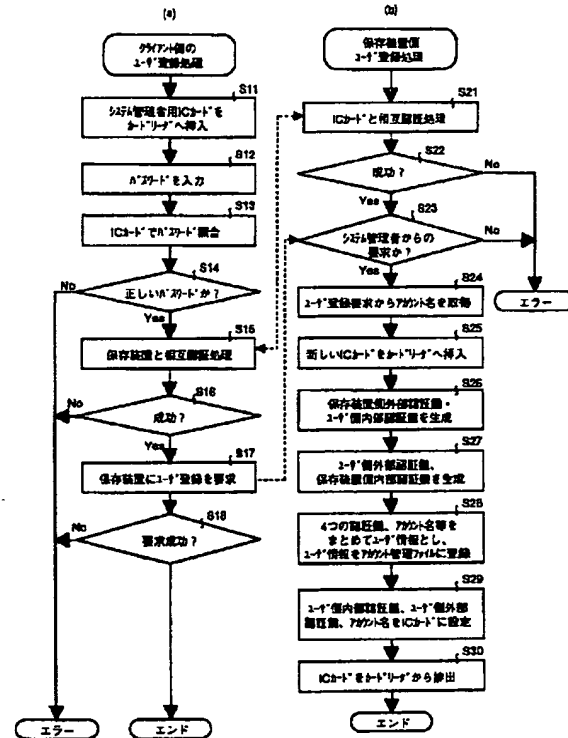 (a)
クライアント側の
ユーザ登録処理
S11
システム管理者用ICカードを
カードリーダへ挿入
S12
パスワードを入力
S13
ICカードでパスワード照合
S14
No
正しいパスワードか?
Yes
S15
保存装置と相互認証処理
S16
No
成功?
Yes
S17
保存装置にユーザ登録を要求
S18
No
要求成功?
エラー
エンド
(b)
保存装置側
ユーザ登録処理
S21
ICカードと相互認証処理
S22
No
成功?
Yes
S23
システム管理者からの
要求か?
No
Yes
エラー
S24
ユーザ登録要求からアカウント名を取得
S25
新しいICカードをカードリーダへ挿入
S26
保存装置側外部認証鍵・
ユーザ側内部認証鍵を生成
S27
ユーザ側外部認証鍵、
保存装置側内部認証鍵を生成
S28
4つの認証鍵、アカウント名等を
まとめてユーザ情報とし、
ユーザ情報をアカウント管理ファイルに登録
S29
ユーザ側内部認証鍵、ユーザ側外部
認証鍵、アカウント名をICカードに設定
S30
ICカードをカードリーダから排出
エンド